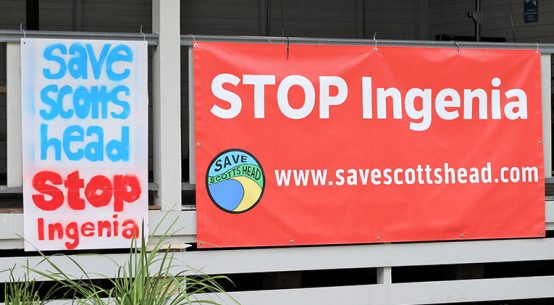 save
scotts
head
Stop
Ingenia
STOP Ingenia
SAVE
SCOTTS HEAD
www.savescottshead.com